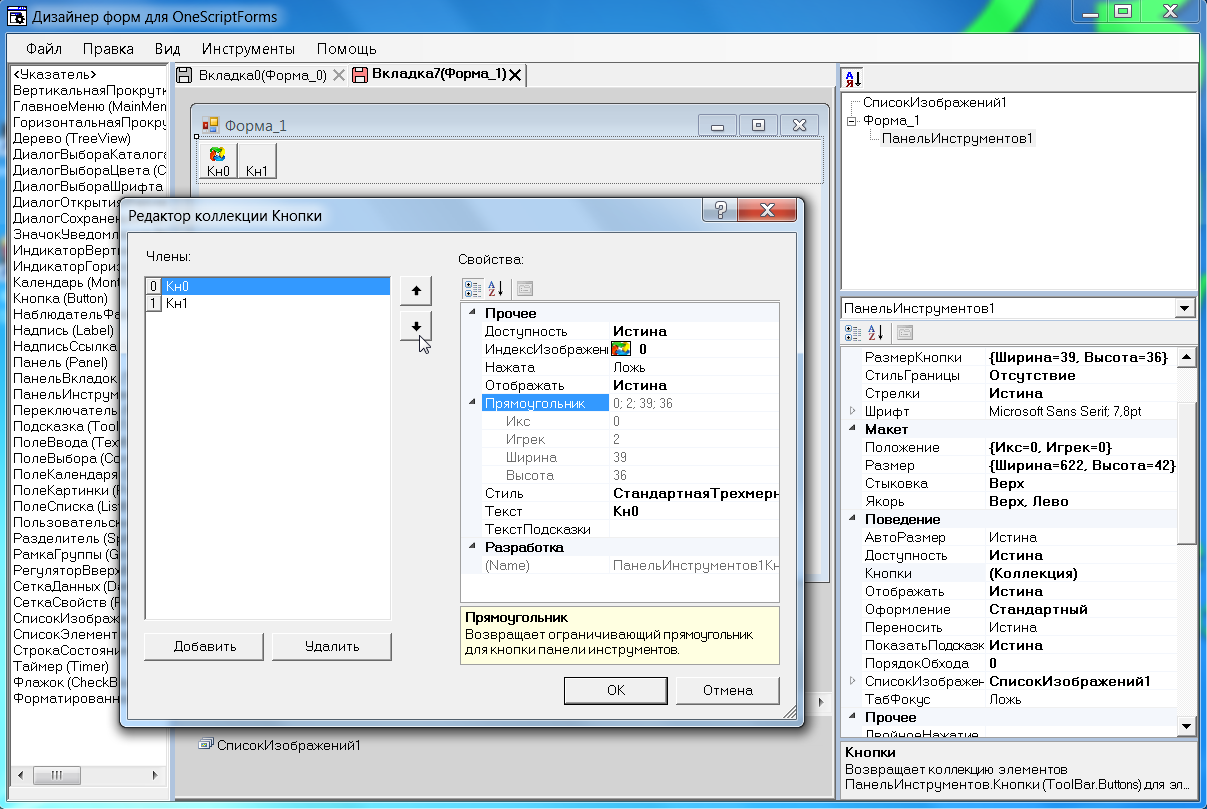 Дизайнер форм для OneScriptForms
Файл Правка Вид Инструменты Помощь
<Указатель>
ВертикальнаяПрокрутк
ГлавноеМеню (MainMen
ГоризонтальнаяПрокру
Дерево (TreeView)
ДиалогВыбораКаталога
ДиалогВыбораЦвета (C
ДиалогВыбораШрифта
ДиалогОткрытия
ДиалогСохранен
ЗначокУведомл
ИндикаторВерт
ИндикаторГориз
Календарь (Mont
Кнопка (Button)
НаблюдательФа
Надпись (Label)
НадписьСсылка
Панель (Panel)
ПанельВкладок
ПанельИнструм
Переключатель
Подсказка (Tool
ПолеВвода (Tex
ПолеВыбора (Co
ПолеКалендаря
ПолеКартинки (P
ПолеСписка (Lis
Пользовательск
Разделитель (Sp
РамкаГруппы (G
РегуляторВверх
СеткаДанных (Da
СеткаСвойств (P
СписокИзображ
СписокЭлемент
СтрокаСостояни
Таймер (Timer)
Флажок (CheckB
Форматированн
Вкладка0(Форма_0) Вкладка7(Форма_1)
Форма_1
Кн0 Кн1
Редактор коллекции Кнопки
Члены:
0 Кн0
1 Кн1
Добавить Удалить
Свойства:
Прочее
Доступность Истина
ИндексИзображени 0
Нажата Ложь
Отображать Истина
Прямоугольник 0; 2; 39; 36
Икс 0
Игрек 2
Ширина 39
Высота 36
Стиль СтандартнаяТрехмерн
Текст Кн0
ТекстПодсказки
Разработка
(Name) ПанельИнструментов1Кн
Прямоугольник
Возвращает ограничивающий прямоугольник
для кнопки панели инструментов.
OK Отмена
СписокИзображений1
СписокИзображений1
Форма_1
ПанельИнструментов1
ПанельИнструментов1
РазмерКнопки {Ширина=39, Высота=36}
СтильГраницы Отсутствие
Стрелки Истина
Шрифт Microsoft Sans Serif; 7,8pt
Макет
Положение {Икс=0, Игрек=0}
Размер {Ширина=622, Высота=42}
Стыковка Верх
Якорь Верх, Лево
Поведение
АвтоРазмер Истина
Доступность Истина
Кнопки (Коллекция)
Отображать Истина
Оформление Стандартный
Переносить Истина
ПоказатьПодсказк Истина
ПорядокОбхода 0
СписокИзображен СписокИзображений1
ТабФокус Ложь
Прочее
ДвойноеНажатие
Кнопки
Возвращает коллекцию элементов
ПанельИнструментов.Кнопки (ToolBar.Buttons) для эл...